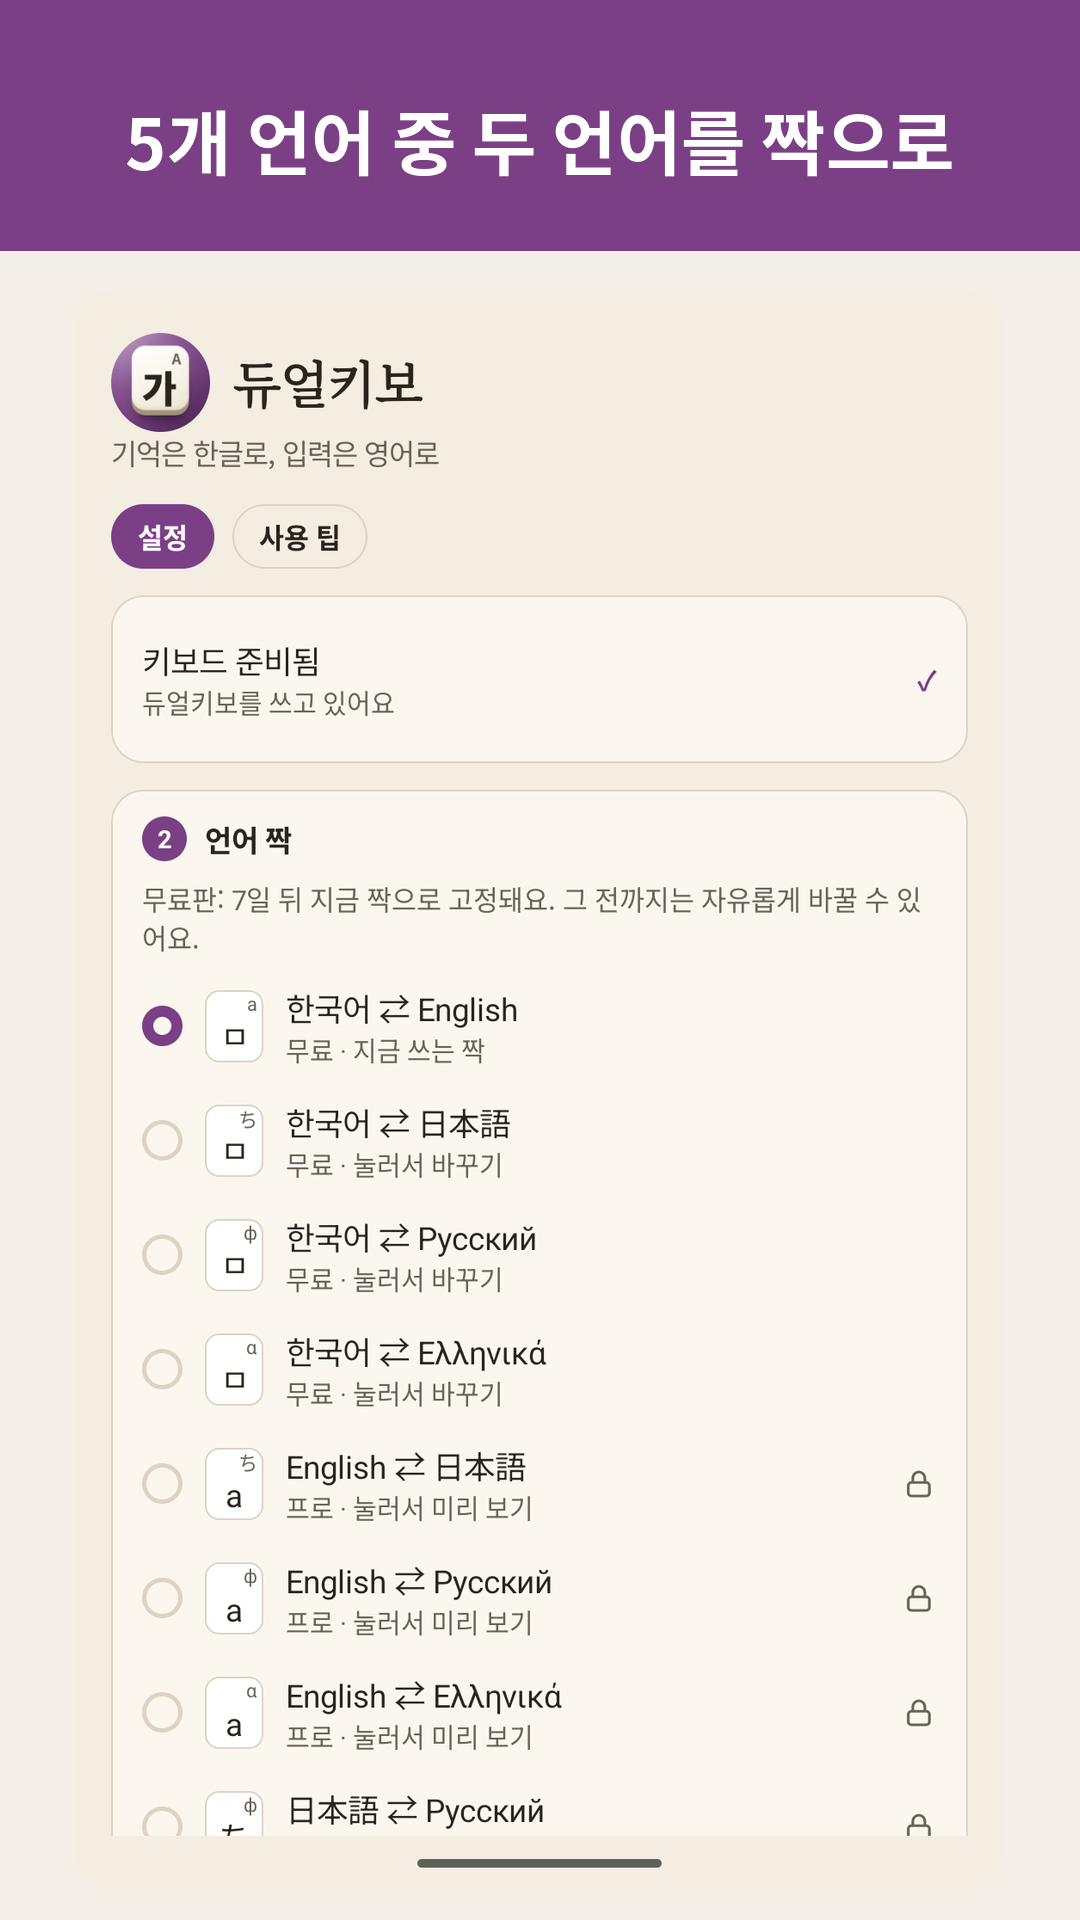 5개 언어 중 두 언어를 짝으로
A
가
듀얼키보
기억은 한글로, 입력은 영어로
설정
사용 팁
키보드 준비됨
듀얼키보를 쓰고 있어요
✓
2 언어 짝
무료판: 7일 뒤 지금 짝으로 고정돼요. 그 전까지는 자유롭게 바꿀 수 있
어요.
a
ㅁ
한국어 ⇄ English
무료 · 지금 쓰는 짝
ち
ㅁ
한국어 ⇄ 日本語
무료 · 눌러서 바꾸기
ф
ㅁ
한국어 ⇄ Русский
무료 · 눌러서 바꾸기
α
ㅁ
한국어 ⇄ Ελληνικά
무료 · 눌러서 바꾸기
ち
a
English ⇄ 日本語
프로 · 눌러서 미리 보기
ф
a
English ⇄ Русский
프로 · 눌러서 미리 보기
α
a
English ⇄ Ελληνικά
프로 · 눌러서 미리 보기
ф
日本語 ⇄ Русский